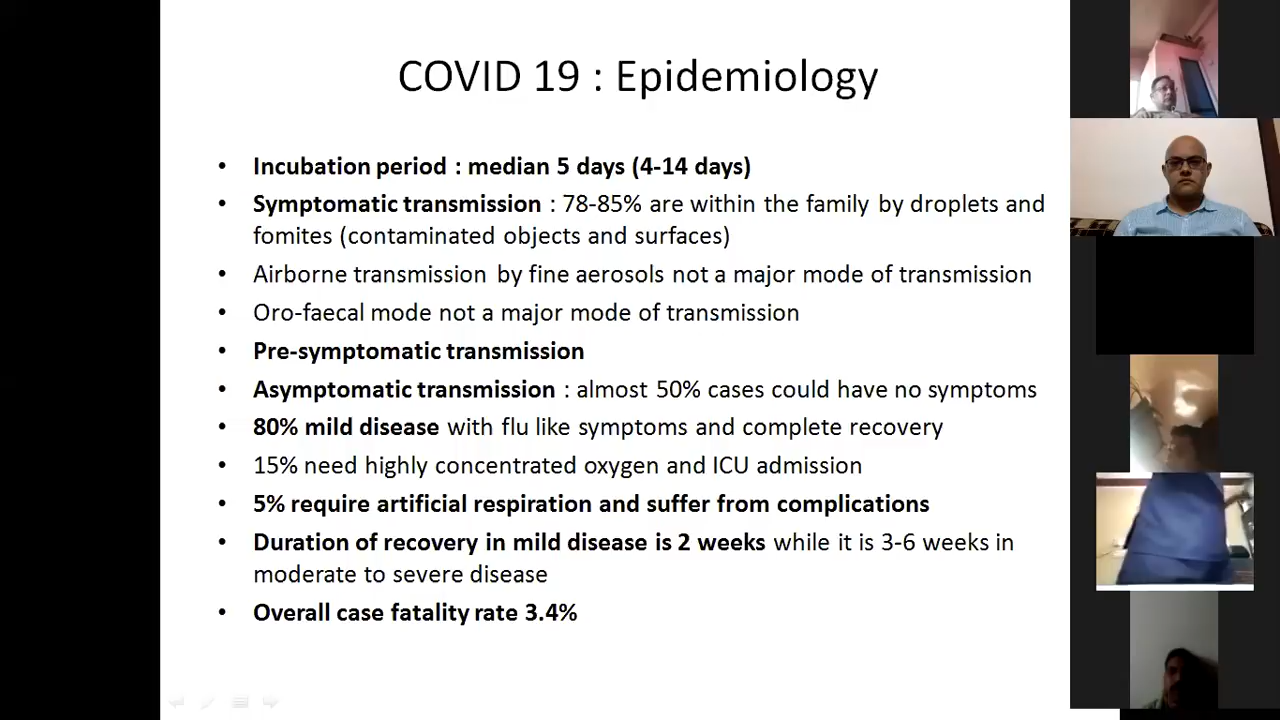 COVID 19 : Epidemiology
• Incubation period : median 5 days (4-14 days)
• Symptomatic transmission : 78-85% are within the family by droplets and
fomites (contaminated objects and surfaces)
• Airborne transmission by fine aerosols not a major mode of transmission
• Oro-faecal mode not a major mode of transmission
• Pre-symptomatic transmission
• Asymptomatic transmission : almost 50% cases could have no symptoms
• 80% mild disease with flu like symptoms and complete recovery
• 15% need highly concentrated oxygen and ICU admission
• 5% require artificial respiration and suffer from complications
• Duration of recovery in mild disease is 2 weeks while it is 3-6 weeks in
moderate to severe disease
• Overall case fatality rate 3.4%